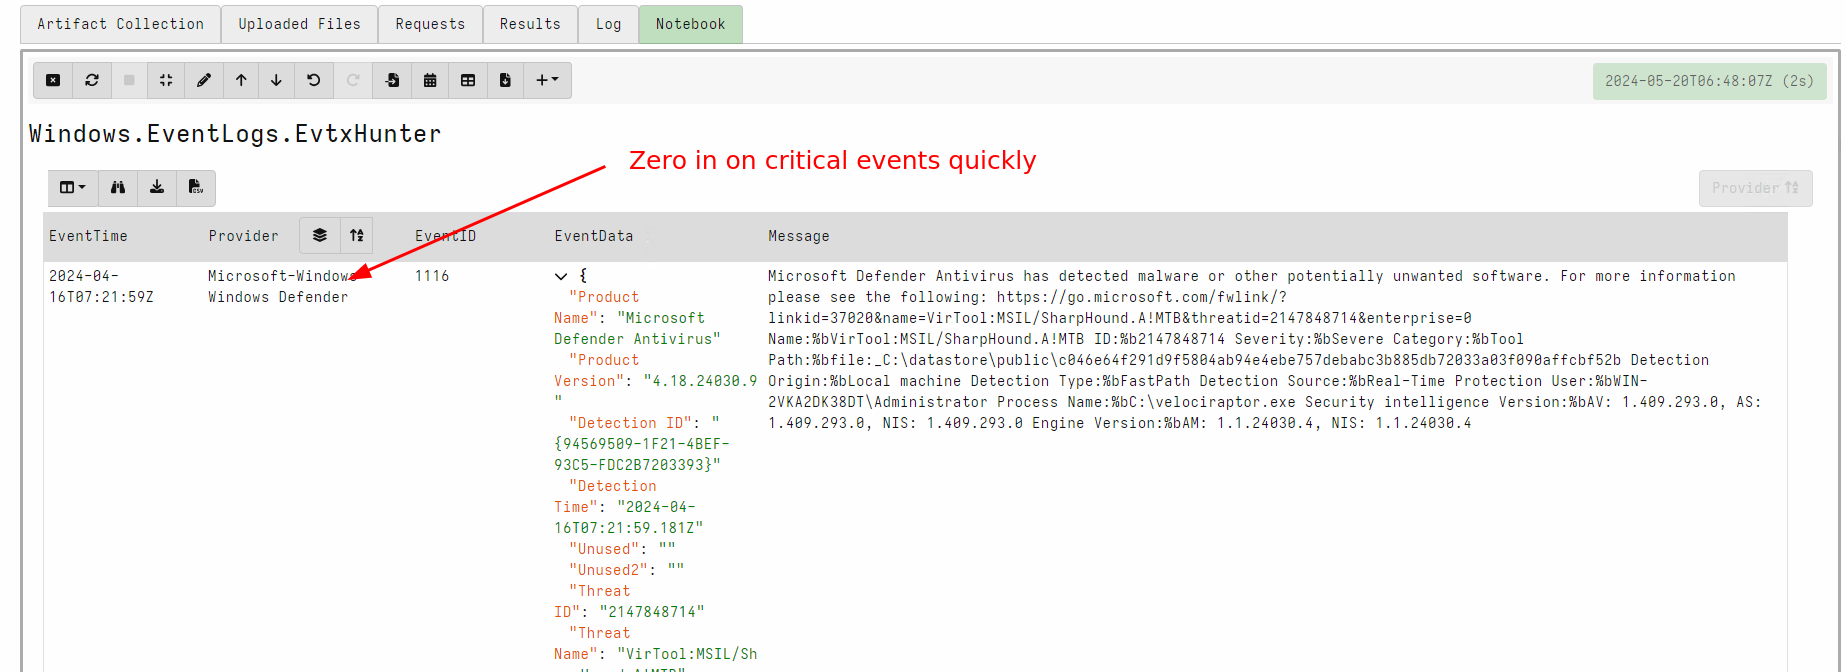 Artifact Collection Uploaded Files Requests Results Log Notebook
2024-05-20T06:48:07Z (2s)
Windows.EventLogs.EvtxHunter
Zero in on critical events quickly
Provider
EventTime Provider EventID EventData Message
2024-04-
16T07:21:59Z
Microsoft-Windows
Windows Defender
1116
{
"Product
Name": "Microsoft
Defender Antivirus"
"Product
Version": "4.18.24030.9
"
"Detection ID": "
{94569509-1F21-4BEF-
93C5-FDC2B7203393}"
"Detection
Time": "2024-04-
16T07:21:59.181Z"
"Unused": ""
"Unused2": ""
"Threat
ID": "2147848714"
"Threat
Name": "VirTool:MSIL/Sh
Microsoft Defender Antivirus has detected malware or other potentially unwanted software. For more information
please see the following: https://go.microsoft.com/fwlink/?
linkid=37020&name=VirTool:MSIL/SharpHound.A!MTB&threatid=2147848714&enterprise=0
Name:%bVirTool:MSIL/SharpHound.A!MTB ID:%b2147848714 Severity:%bSevere Category:%bTool
Path:%bfile:_C:\datastore\public\c046e64f291d9f5804ab94e4ebe757debabc3b885db72033a03f090affcbf52b Detection
Origin:%bLocal machine Detection Type:%bFastPath Detection Source:%bReal-Time Protection User:%bWIN-
2VKA2DK38DT\Administrator Process Name:%bC:\velociraptor.exe Security intelligence Version:%bAV: 1.409.293.0, AS:
1.409.293.0, NIS: 1.409.293.0 Engine Version:%bAM: 1.1.24030.4, NIS: 1.1.24030.4